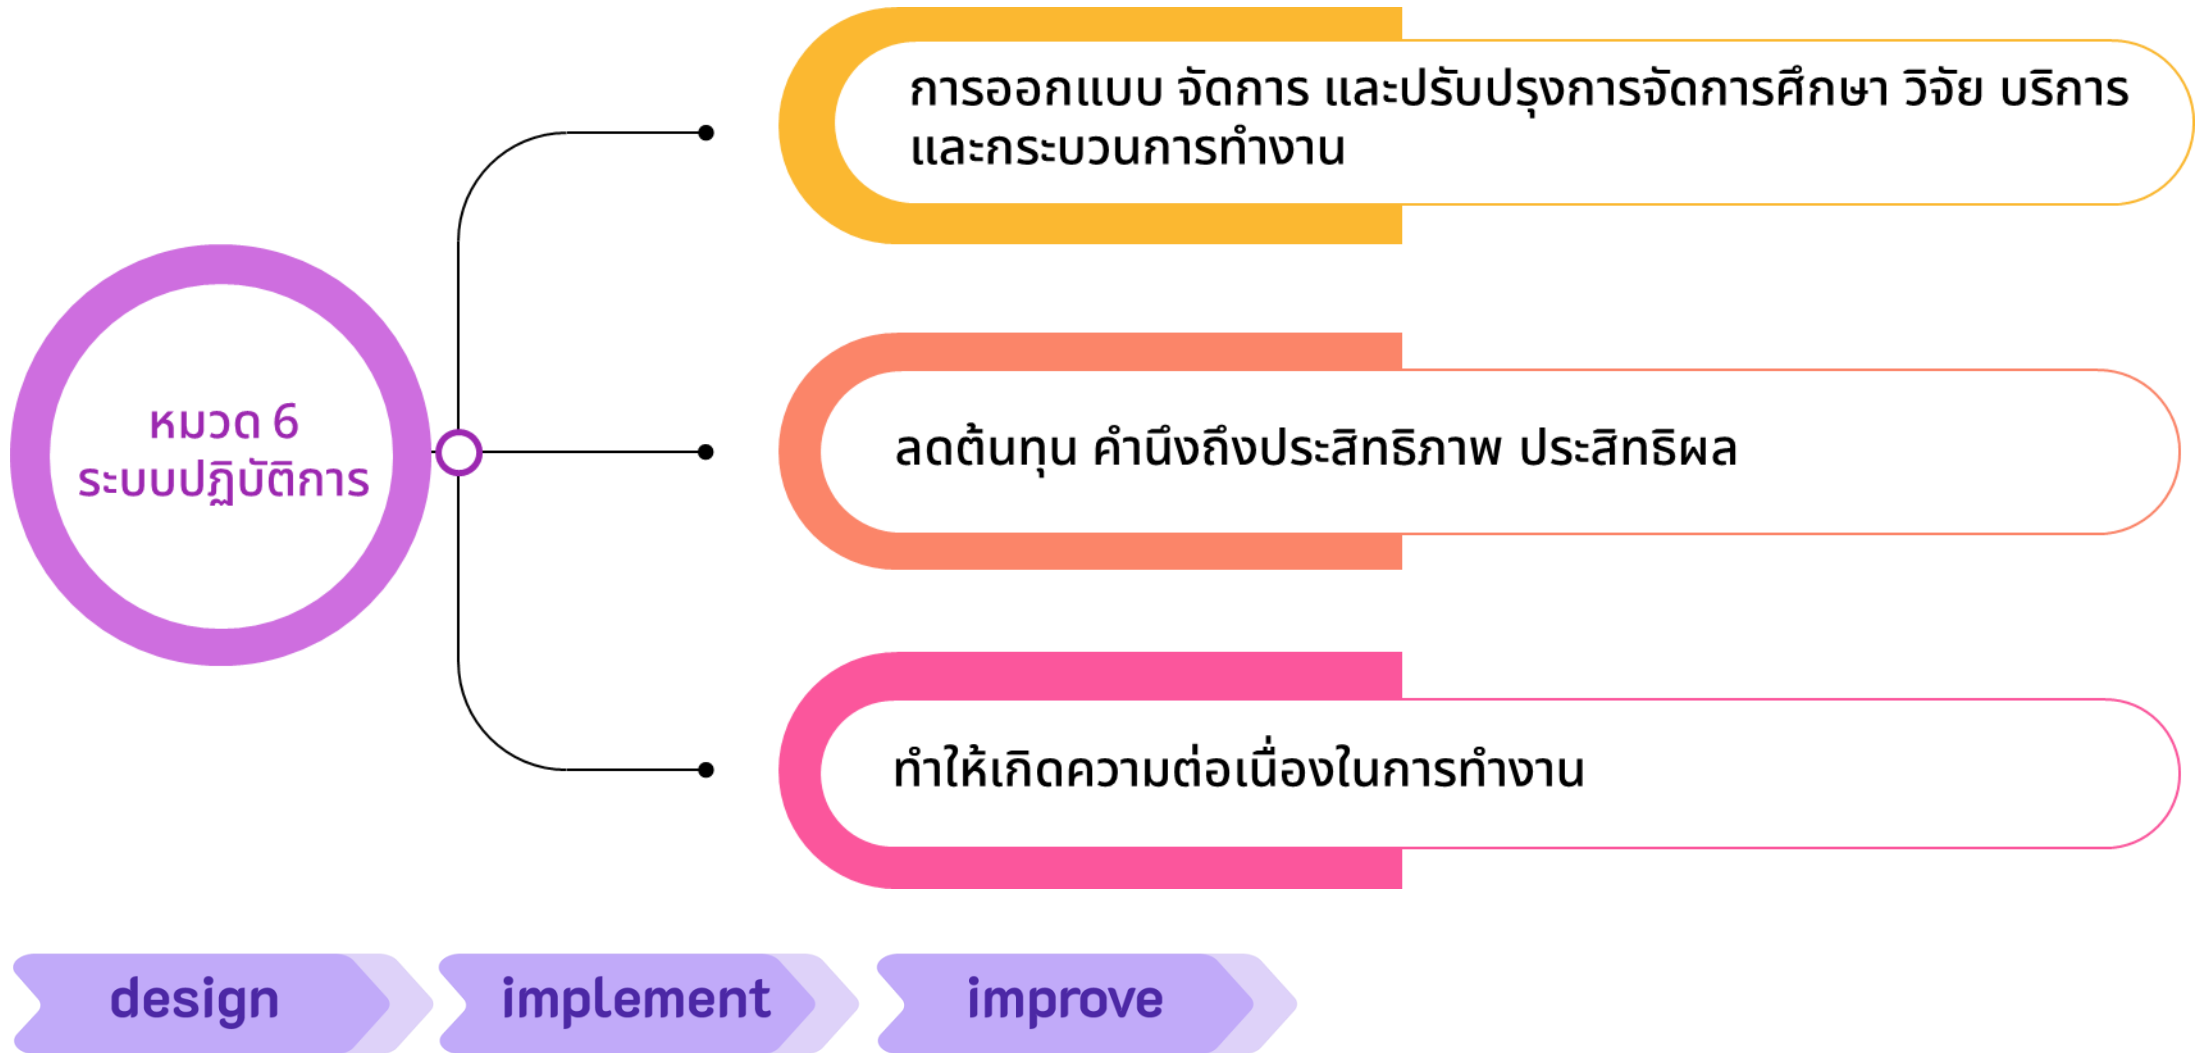 หมวด 6
ระบบปฏิบัติการ
การออกแบบ จัดการ และปรับปรุงการจัดการศึกษา วิจัย บริการ
และกระบวนการทำงาน
ลดต้นทุน คำนึงถึงประสิทธิภาพ ประสิทธิผล
ทำให้เกิดความต่อเนื่องในการทำงาน
design
implement
improve